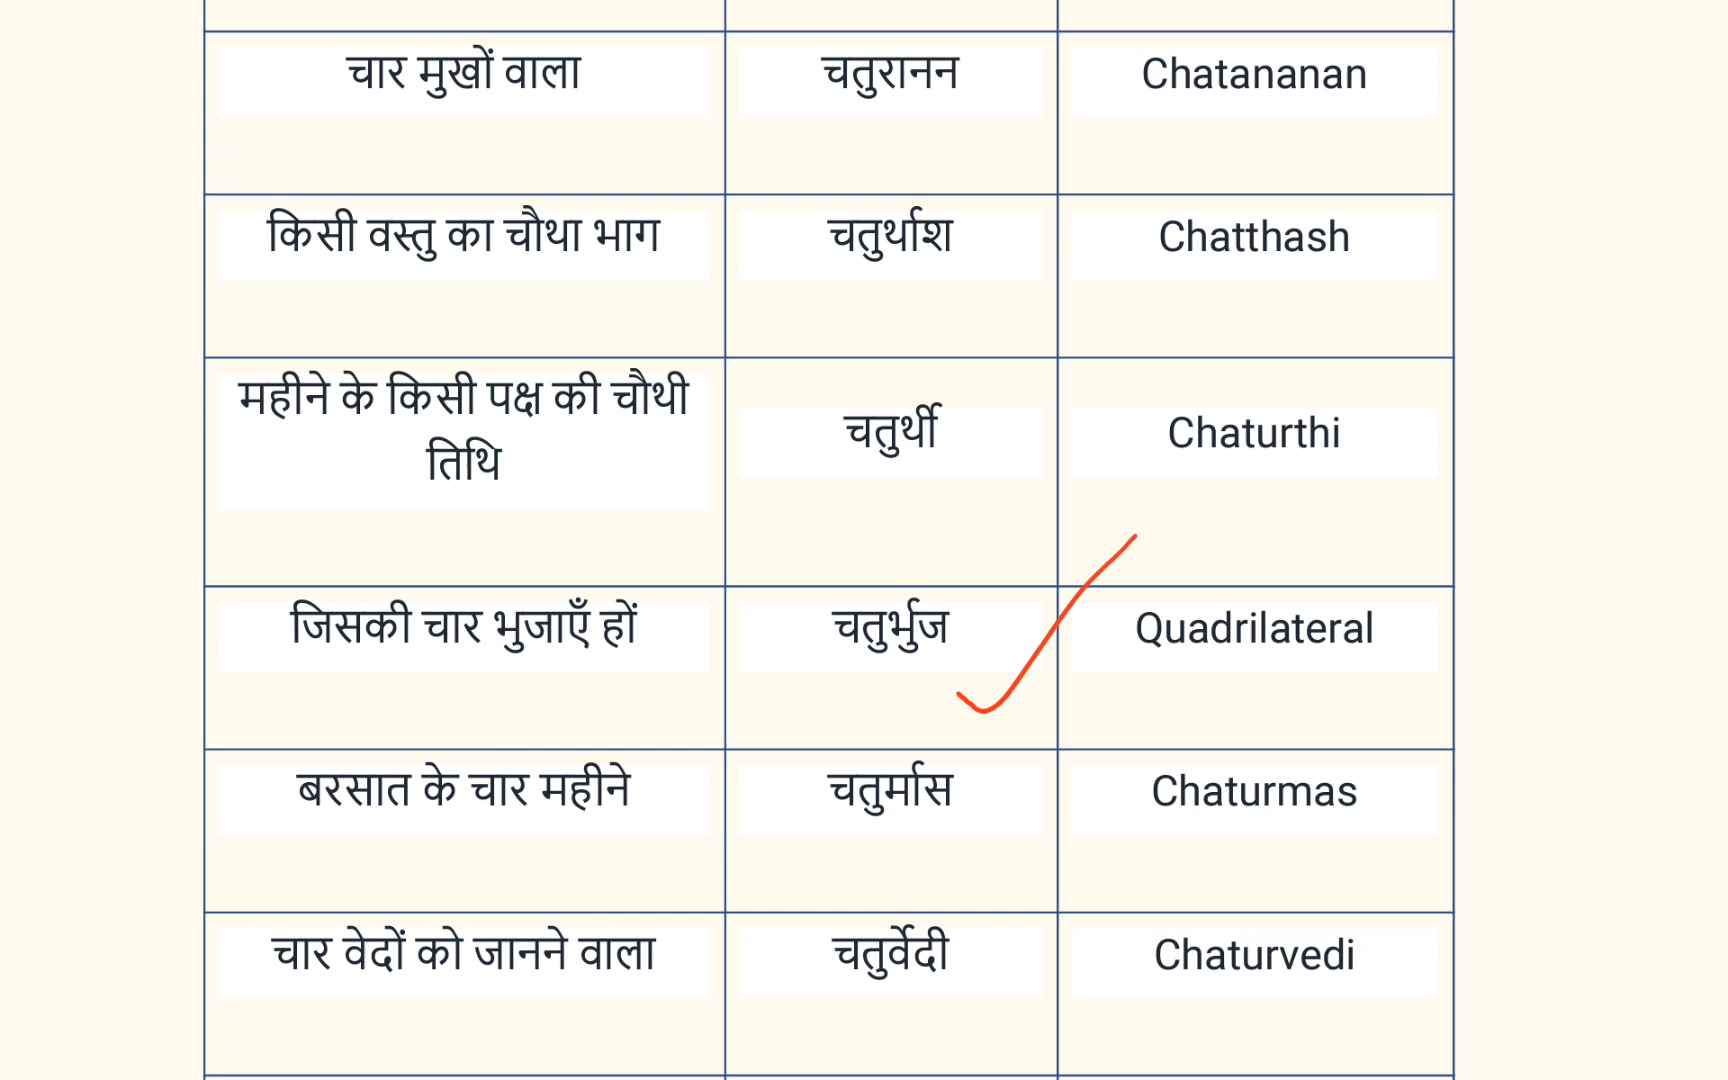 चार मुखों वाला चतुरानन Chatananan
किसी वस्तु का चौथा भाग चतुर्थाश Chatthash
महीने के किसी पक्ष की चौथी
तिथि
चतुर्थी Chaturthi
जिसकी चार भुजाएँ हों चतुर्भुज Quadrilateral
बरसात के चार महीने चतुर्मास Chaturmas
चार वेदों को जानने वाला चतुर्वेदी Chaturvedi